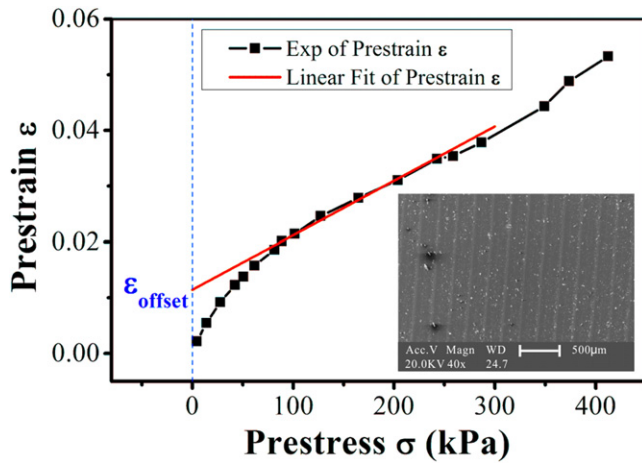 0.06
0.04
0.02
0.00
Prestrain ε
Exp of Prestrain ε
Linear Fit of Prestrain ε
ε offset
Acc.V Magn WD 500µm
20.0KV 40x 24.7
0 100 200 300 400
Prestress σ (kPa)